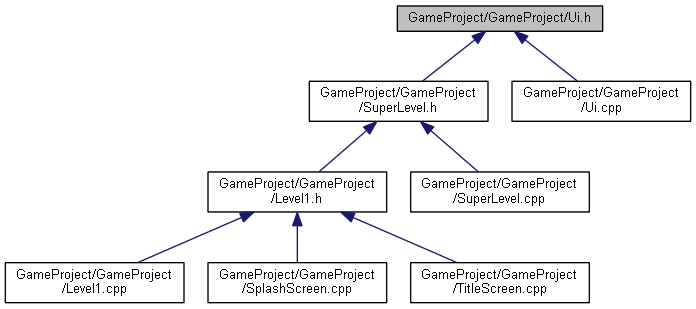 GameProject/GameProject/Ui.h
GameProject/GameProject
/SuperLevel.h
GameProject/GameProject
/Ui.cpp
GameProject/GameProject
/Level1.h
GameProject/GameProject
/SuperLevel.cpp
GameProject/GameProject
/Level1.cpp
GameProject/GameProject
/SplashScreen.cpp
GameProject/GameProject
/TitleScreen.cpp